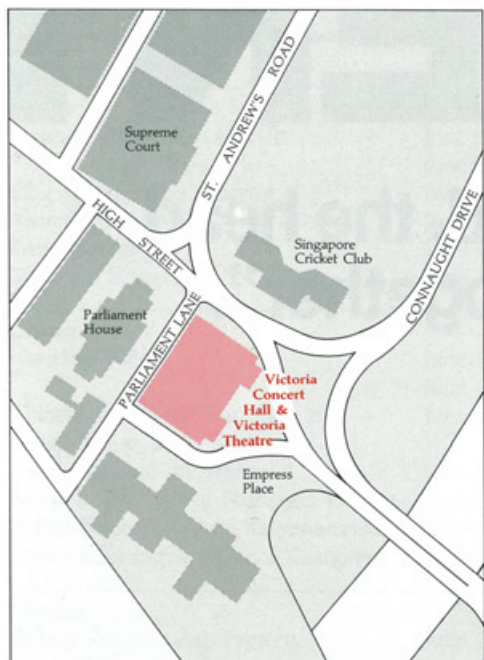 Supreme
Court
ST. ANDREW'S ROAD
HIGH STREET
Singapore
Cricket Club
CONNAUGHT DRIVE
Parliament
House
PARLIAMENT LANE
Victoria
Concert
Hall &
Victoria
Theatre
Empress
Place